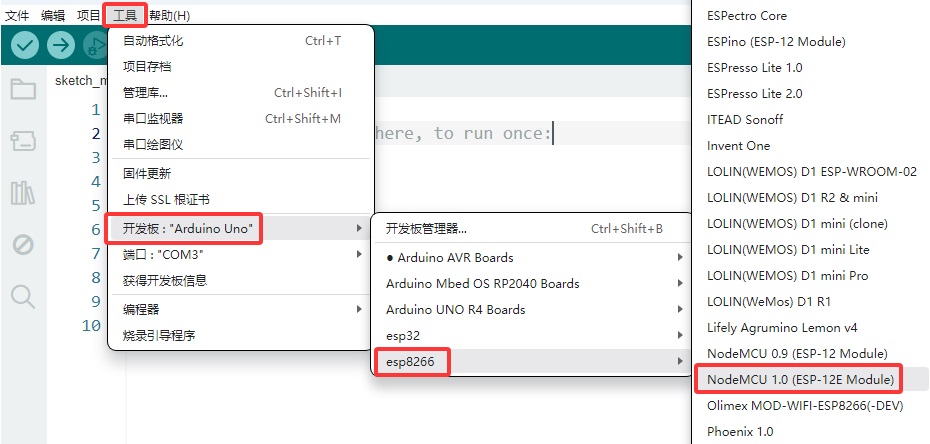 文件 编辑 项目 工具 帮助(H)
sketch_m
1
2
3
4
5
6
7
8
9
10
here, to run once:
自动格式化 Ctrl+T
项目存档
管理库... Ctrl+Shift+I
串口监视器 Ctrl+Shift+M
串口绘图仪
固件更新
上传 SSL 根证书
开发板 : "Arduino Uno"
端口 : "COM3"
获得开发板信息
编程器
烧录引导程序
开发板管理器... Ctrl+Shift+B
● Arduino AVR Boards
Arduino Mbed OS RP2040 Boards
Arduino UNO R4 Boards
esp32
esp8266
ESPectro Core
ESPino (ESP-12 Module)
ESPresso Lite 1.0
ESPresso Lite 2.0
ITEAD Sonoff
Invent One
LOLIN(WEMOS) D1 ESP-WROOM-02
LOLIN(WEMOS) D1 R2 & mini
LOLIN(WEMOS) D1 mini (clone)
LOLIN(WEMOS) D1 mini Lite
LOLIN(WEMOS) D1 mini Pro
LOLIN(WeMos) D1 R1
Lifely Agrumino Lemon v4
NodeMCU 0.9 (ESP-12 Module)
NodeMCU 1.0 (ESP-12E Module)
Olimex MOD-WIFI-ESP8266(-DEV)
Phoenix 1.0